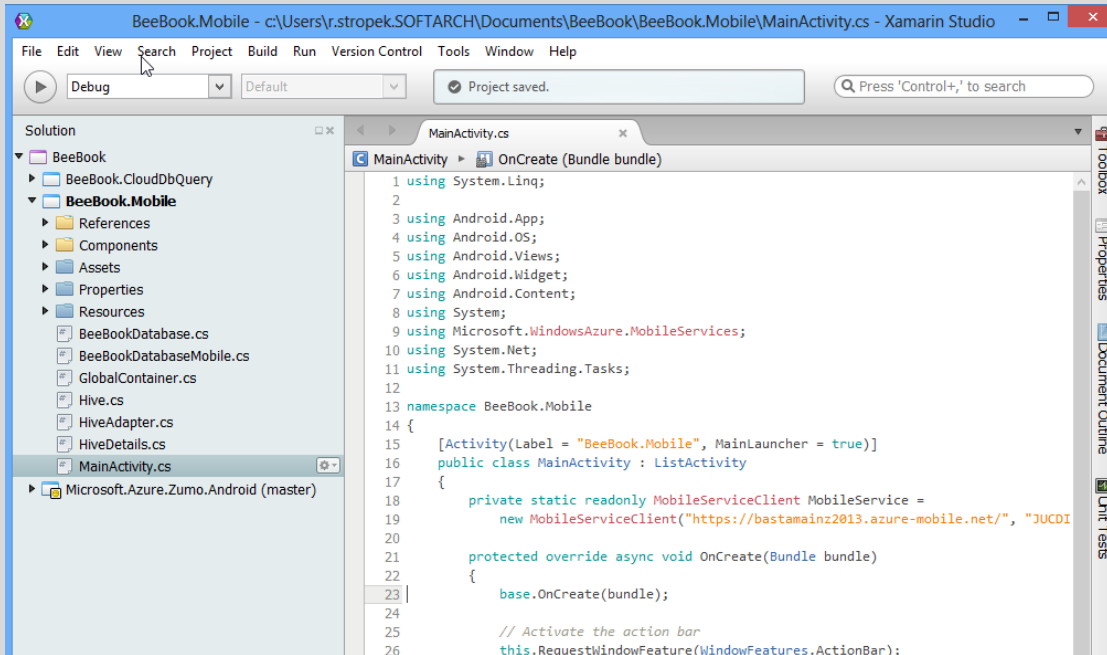 BeeBook.Mobile - c:\Users\r.stropek.SOFTARCH\Documents\BeeBook\BeeBook.Mobile\MainActivity.cs - Xamarin Studio
File Edit View Search Project Build Run Version Control Tools Window Help
Debug Default Project saved. Press 'Control+,' to search
Solution
BeeBook
BeeBook.CloudDbQuery
BeeBook.Mobile
References
Components
Assets
Properties
Resources
BeeBookDatabase.cs
BeeBookDatabaseMobile.cs
GlobalContainer.cs
Hive.cs
HiveAdapter.cs
HiveDetails.cs
MainActivity.cs
Microsoft.Azure.Zumo.Android (master)
MainActivity.cs
MainActivity OnCreate (Bundle bundle)
1 using System.Linq;
2
3 using Android.App;
4 using Android.OS;
5 using Android.Views;
6 using Android.Widget;
7 using Android.Content;
8 using System;
9 using Microsoft.WindowsAzure.MobileServices;
10 using System.Net;
11 using System.Threading.Tasks;
12
13 namespace BeeBook.Mobile
14 {
15     [Activity(Label = "BeeBook.Mobile", MainLauncher = true)]
16     public class MainActivity : ListActivity
17     {
18         private static readonly MobileServiceClient MobileService =
19             new MobileServiceClient("https://bastamainz2013.azure-mobile.net/", "JUCDI
20
21         protected override async void OnCreate(Bundle bundle)
22         {
23             base.OnCreate(bundle);
24
25             // Activate the action bar
26             this.RequestWindowFeature(WindowFeatures.ActionBar);
Toolbox
Properties
Document Outline
Unit Tests